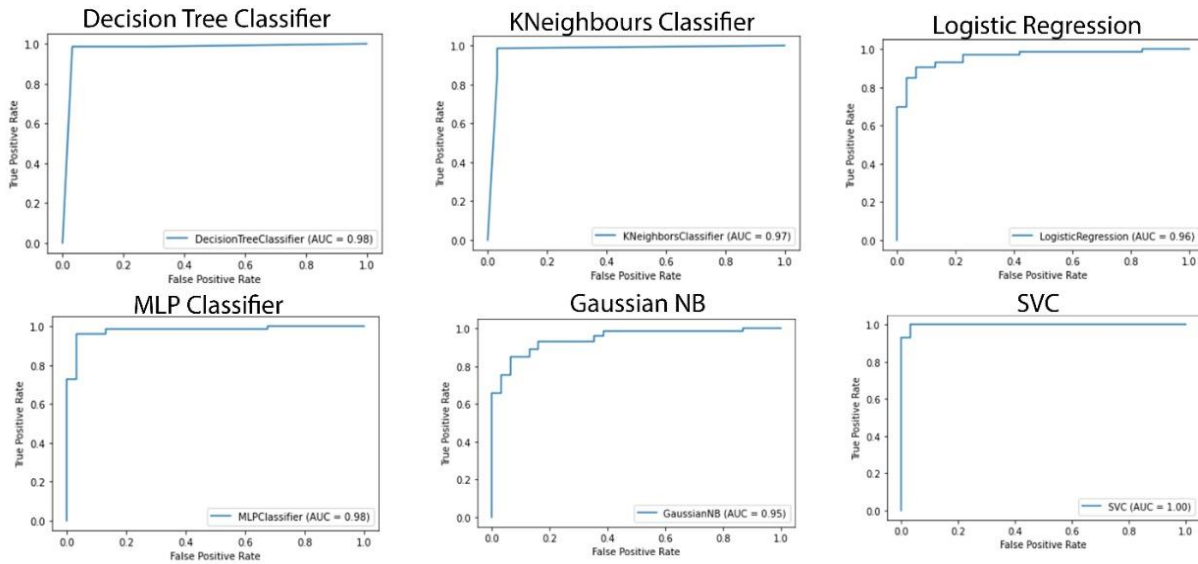 Decision Tree Classifier
1.0
0.8
0.6
0.4
0.2
0.0
True Positive Rate
DecisionTreeClassifier (AUC = 0.98)
0.0 0.2 0.4 0.6 0.8 1.0
False Positive Rate
KNeighbours Classifier
1.0
0.8
0.6
0.4
0.2
0.0
True Positive Rate
KNeighborsClassifier (AUC = 0.97)
0.0 0.2 0.4 0.6 0.8 1.0
False Positive Rate
Logistic Regression
1.0
0.8
0.6
0.4
0.2
0.0
True Positive Rate
LogisticRegression (AUC = 0.96)
0.0 0.2 0.4 0.6 0.8 1.0
False Positive Rate
MLP Classifier
1.0
0.8
0.6
0.4
0.2
0.0
True Positive Rate
MLPClassifier (AUC = 0.98)
0.0 0.2 0.4 0.6 0.8 1.0
False Positive Rate
Gaussian NB
1.0
0.8
0.6
0.4
0.2
0.0
True Positive Rate
GaussianNB (AUC = 0.95)
0.0 0.2 0.4 0.6 0.8 1.0
False Positive Rate
SVC
1.0
0.8
0.6
0.4
0.2
0.0
True Positive Rate
SVC (AUC = 1.00)
0.0 0.2 0.4 0.6 0.8 1.0
False Positive Rate